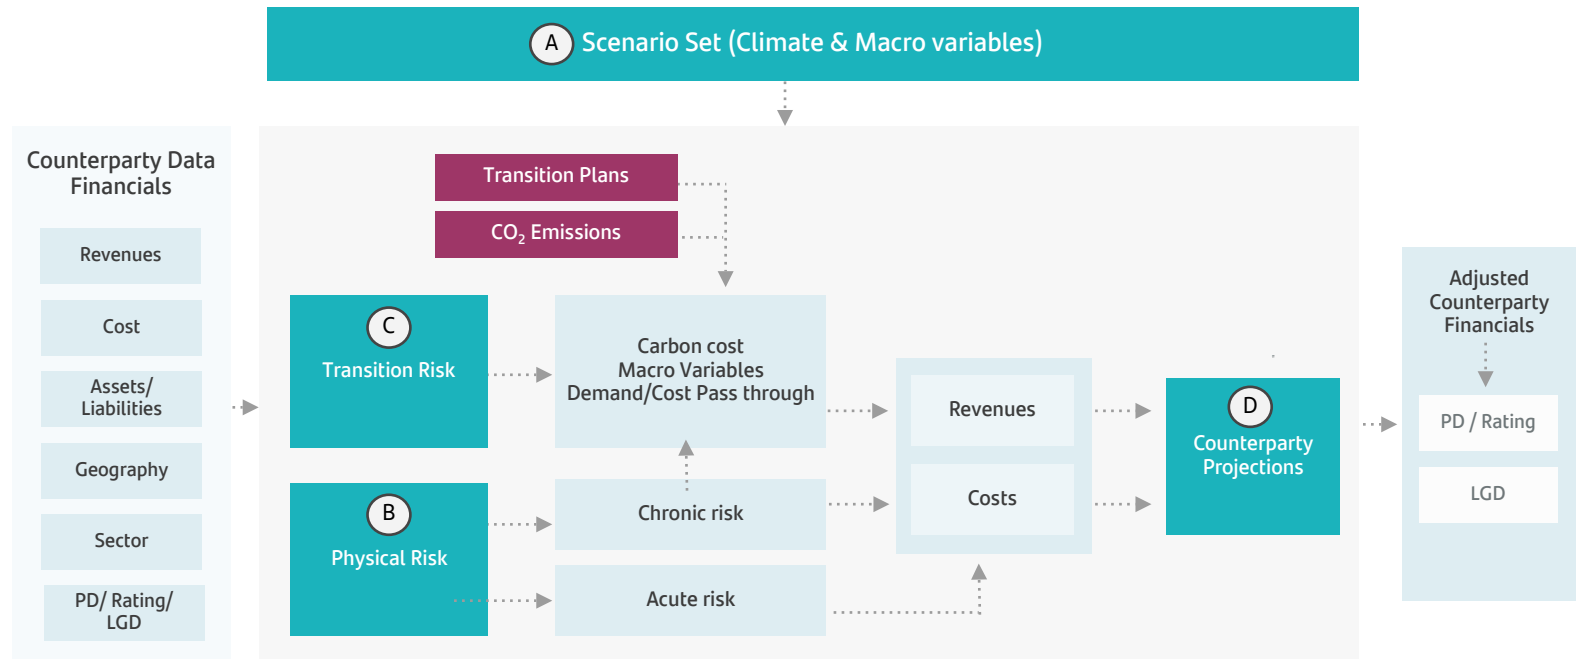 A Scenario Set (Climate & Macro variables)
Counterparty Data
Financials
Revenues
Cost
Assets/
Liabilities
Geography
Sector
PD/ Rating/
LGD
Transition Plans
CO₂ Emissions
C
Transition Risk
B
Physical Risk
Carbon cost
Macro Variables
Demand/Cost Pass through
Chronic risk
Acute risk
Revenues
Costs
D
Counterparty
Projections
Adjusted
Counterparty
Financials
PD / Rating
LGD